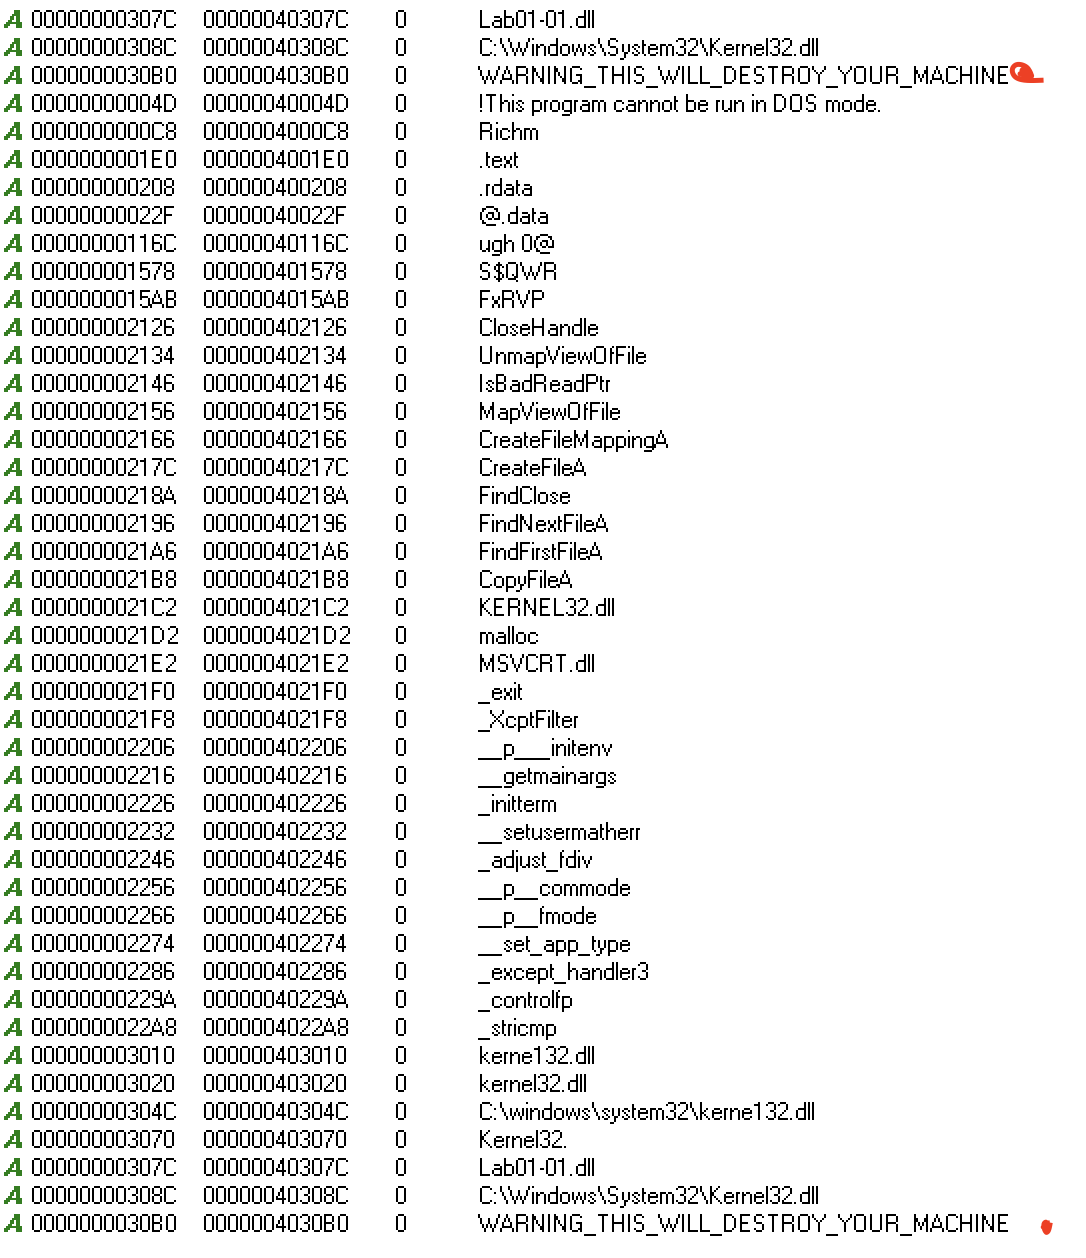 A 00000000307C 00000040307C 0 Lab01-01.dll
A 00000000308C 00000040308C 0 C:\Windows\System32\Kernel32.dll
A 0000000030B0 0000004030B0 0 WARNING_THIS_WILL_DESTROY_YOUR_MACHINE
A 00000000004D 00000040004D 0 !This program cannot be run in DOS mode.
A 0000000000C8 0000004000C8 0 Richm
A 0000000001E0 0000004001E0 0 .text
A 000000000208 000000400208 0 .rdata
A 00000000022F 00000040022F 0 @.data
A 00000000116C 00000040116C 0 ugh 0@
A 000000001578 000000401578 0 S$QWR
A 0000000015AB 0000004015AB 0 FxRVP
A 000000002126 000000402126 0 CloseHandle
A 000000002134 000000402134 0 UnmapViewOfFile
A 000000002146 000000402146 0 IsBadReadPtr
A 000000002156 000000402156 0 MapViewOfFile
A 000000002166 000000402166 0 CreateFileMappingA
A 00000000217C 00000040217C 0 CreateFileA
A 00000000218A 00000040218A 0 FindClose
A 000000002196 000000402196 0 FindNextFileA
A 0000000021A6 0000004021A6 0 FindFirstFileA
A 0000000021B8 0000004021B8 0 CopyFileA
A 0000000021C2 0000004021C2 0 KERNEL32.dll
A 0000000021D2 0000004021D2 0 malloc
A 0000000021E2 0000004021E2 0 MSVCRT.dll
A 0000000021F0 0000004021F0 0 _exit
A 0000000021F8 0000004021F8 0 _XcptFilter
A 000000002206 000000402206 0 __p___initenv
A 000000002216 000000402216 0 __getmainargs
A 000000002226 000000402226 0 _initterm
A 000000002232 000000402232 0 __setusermatherr
A 000000002246 000000402246 0 _adjust_fdiv
A 000000002256 000000402256 0 __p__commode
A 000000002266 000000402266 0 __p__fmode
A 000000002274 000000402274 0 __set_app_type
A 000000002286 000000402286 0 _except_handler3
A 00000000229A 00000040229A 0 _controlfp
A 0000000022A8 0000004022A8 0 _stricmp
A 000000003010 000000403010 0 kerne132.dll
A 000000003020 000000403020 0 kernel32.dll
A 00000000304C 00000040304C 0 C:\windows\system32\kerne132.dll
A 000000003070 000000403070 0 Kernel32.
A 00000000307C 00000040307C 0 Lab01-01.dll
A 00000000308C 00000040308C 0 C:\Windows\System32\Kernel32.dll
A 0000000030B0 0000004030B0 0 WARNING_THIS_WILL_DESTROY_YOUR_MACHINE